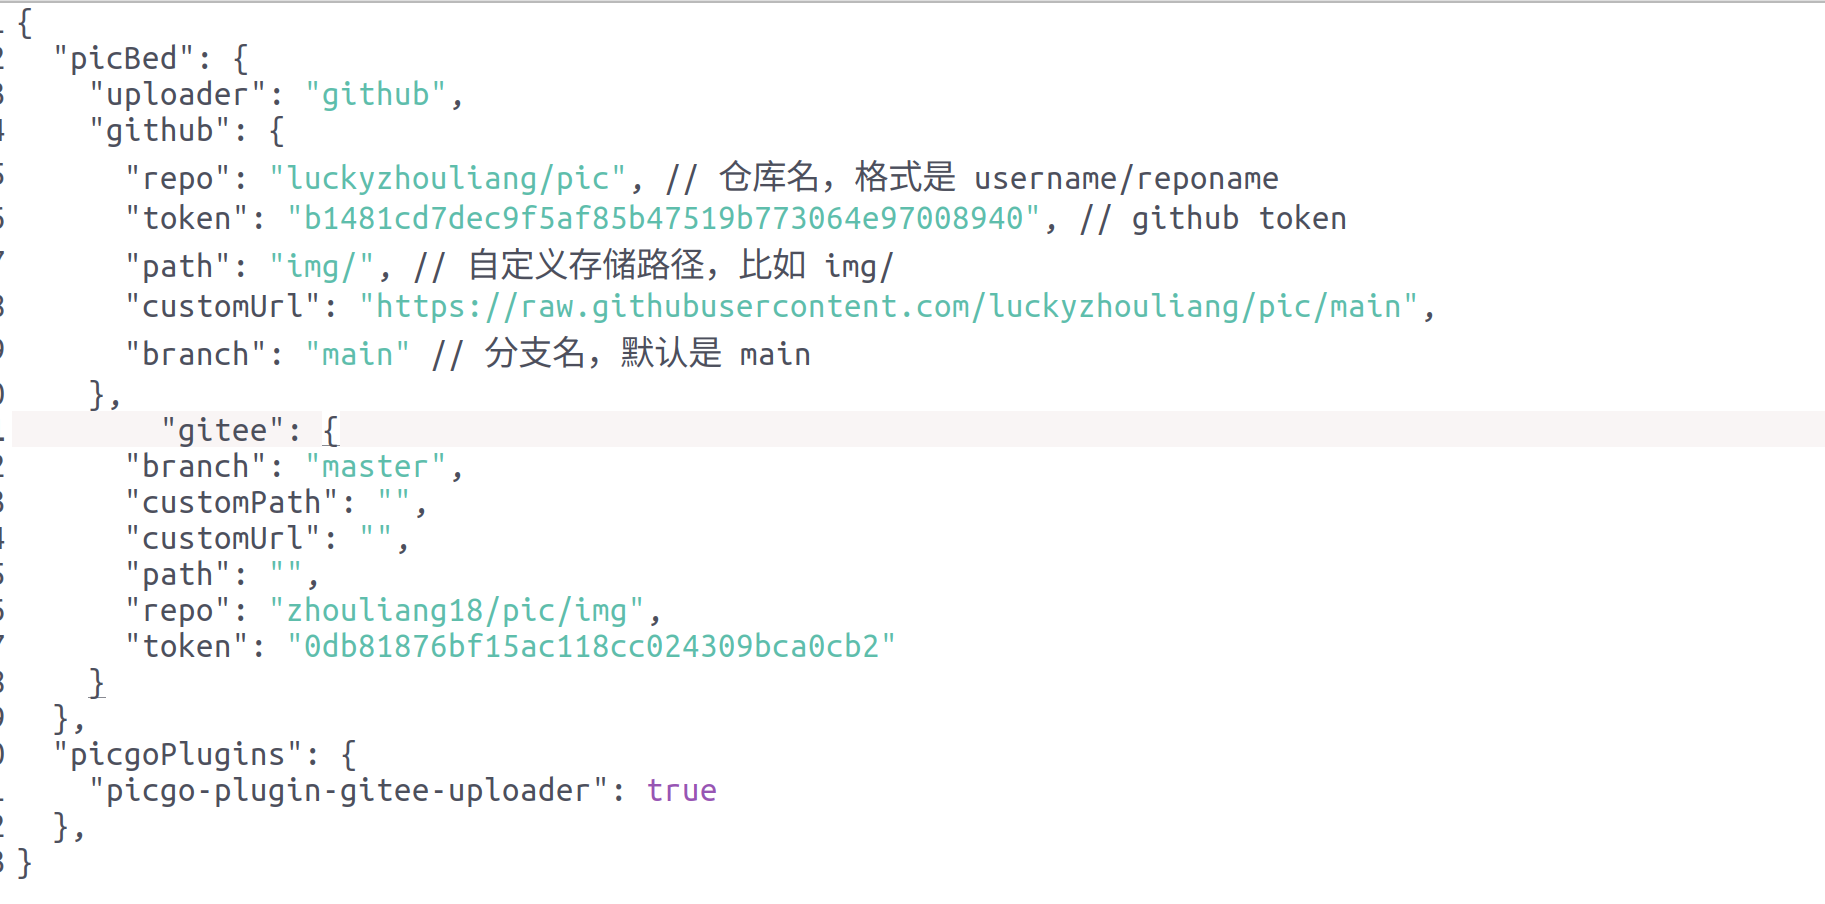 {
"picBed": {
"uploader": "github",
"github": {
"repo": "luckyzhouliang/pic", // 仓库名，格式是 username/reponame
"token": "b1481cd7dec9f5af85b47519b773064e97008940", // github token
"path": "img/", // 自定义存储路径，比如 img/
"customUrl": "https://raw.githubusercontent.com/luckyzhouliang/pic/main",
"branch": "main" // 分支名，默认是 main
},
"gitee": {
"branch": "master",
"customPath": "",
"customUrl": "",
"path": "",
"repo": "zhouliang18/pic/img",
"token": "0db81876bf15ac118cc024309bca0cb2"
}
},
"picgoPlugins": {
"picgo-plugin-gitee-uploader": true
},
}